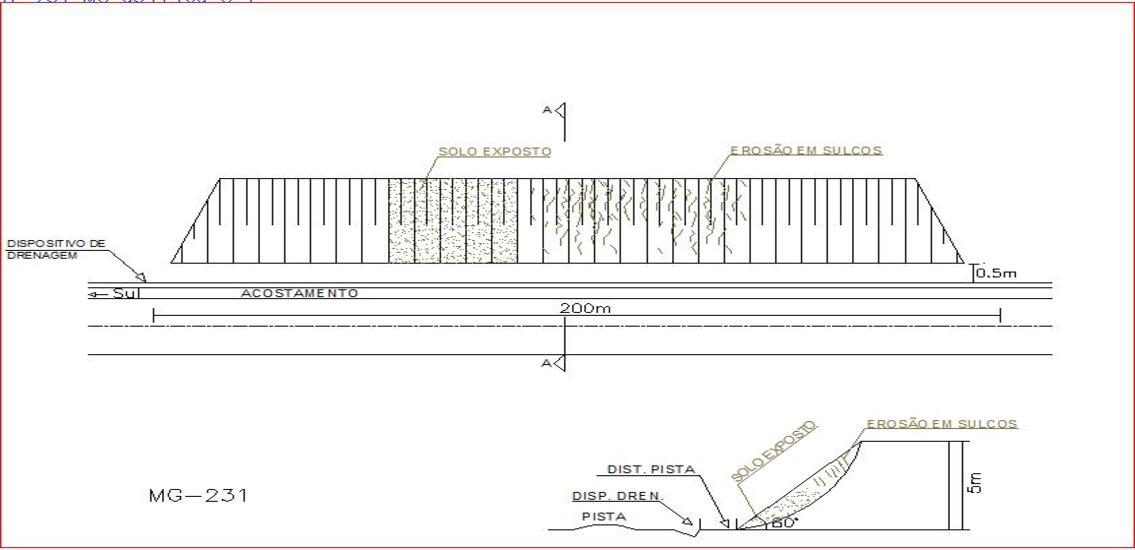 A
SOLO EXPOSTO
EROSÃO EM SULCOS
DISPOSITIVO DE
DRENAGEM
0.5m
Sul
ACOSTAMENTO
200m
A
EROSÃO EM SULCOS
SOLO EXPOSTO
DIST. PISTA
5m
MG-231
DISP. DREN.
PISTA
60°